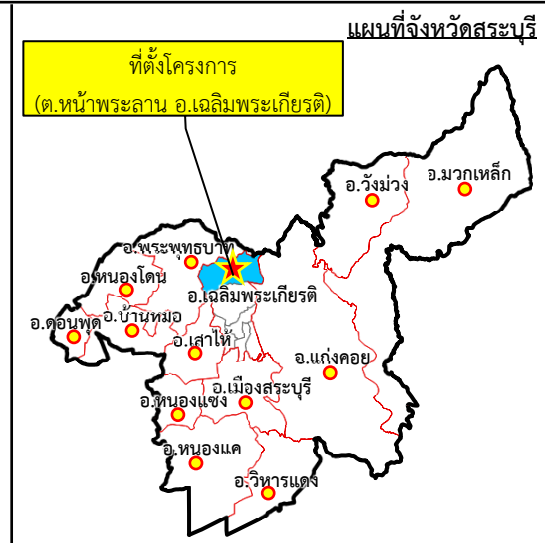 แผนที่จังหวัดสระบุรี
ที่ตั้งโครงการ
(ต.หน้าพระลาน อ.เฉลิมพระเกียรติ)
อ.วังม่วง
อ.มวกเหล็ก
อ.พระพุทธบาท
อ.หนองโดน
อ.เฉลิมพระเกียรติ
อ.ดอนพุด
อ.บ้านหมอ
อ.เสาไห้
อ.แก่งคอย
อ.เมืองสระบุรี
อ.หนองแซง
อ.หนองแค
อ.วิหารแดง